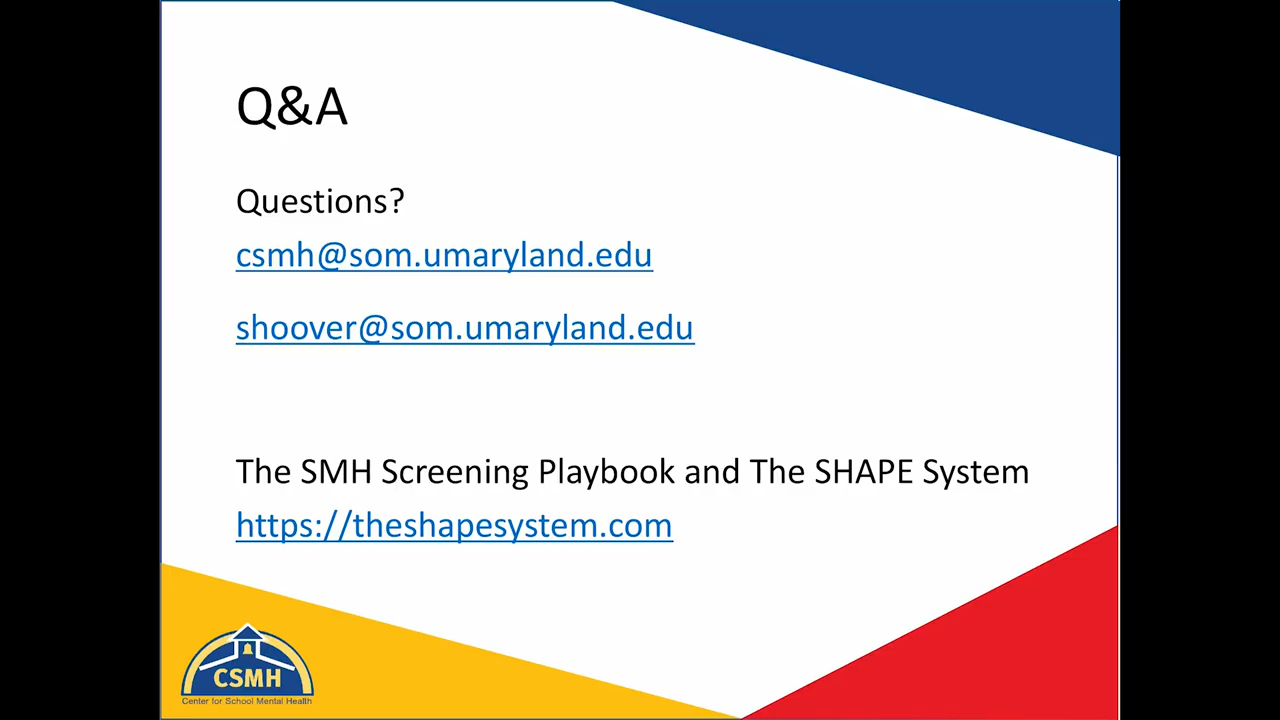 Q&A
Questions?
csmh@som.umaryland.edu
shoover@som.umaryland.edu
The SMH Screening Playbook and The SHAPE System
https://theshapesystem.com
CSMH
Center for School Mental Health